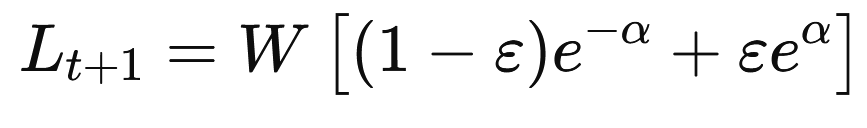 L_{t+1} = W [(1 − ε)e^{−α} + εe^{α}]